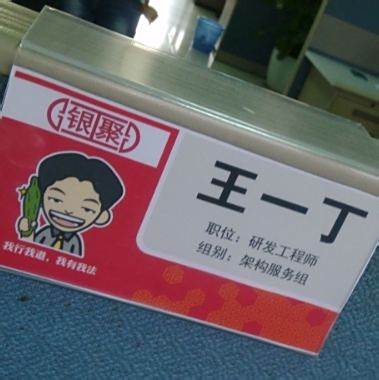 银聚
王一丁
职位：研发工程师
组别：架构服务组
我行我道，我有我法